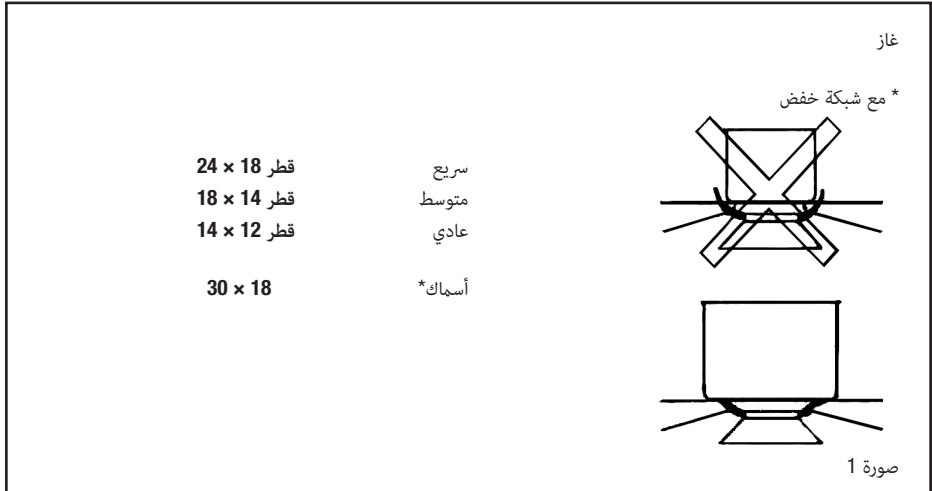 غاز
* مع شبكة خفض
سريع قطر 18 × 24
متوسط قطر 14 × 18
عادي قطر 12 × 14
أسماك* 18 × 30
صورة 1